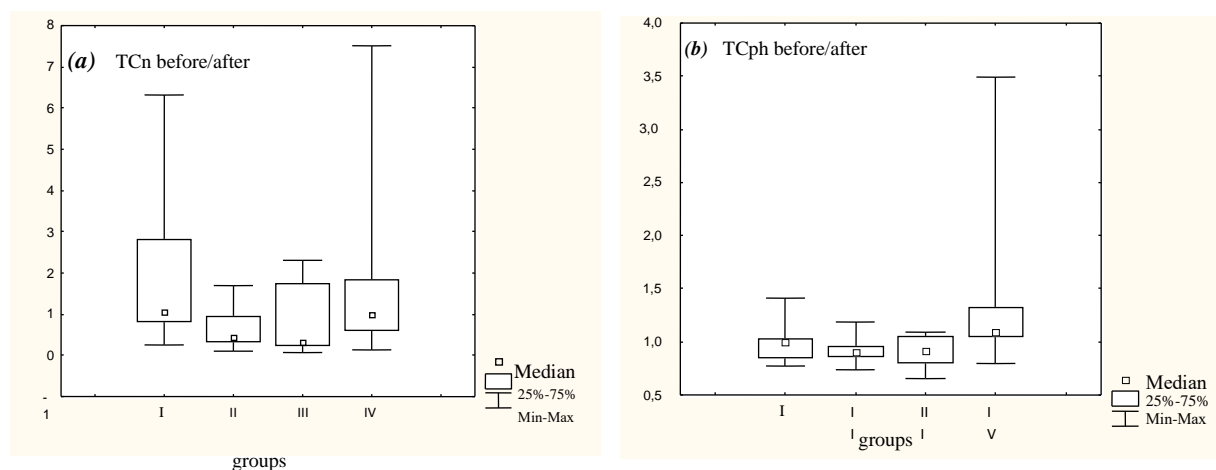 (a) TCn before/after
8
7
6
5
4
3
2
1
0
-
1
I II III IV
groups
Median
25%-75%
Min-Max
(b) TCph before/after
4,0
3,5
3,0
2,5
2,0
1,5
1,0
0,5
I I II I
I groups I V
Median
25%-75%
Min-Max